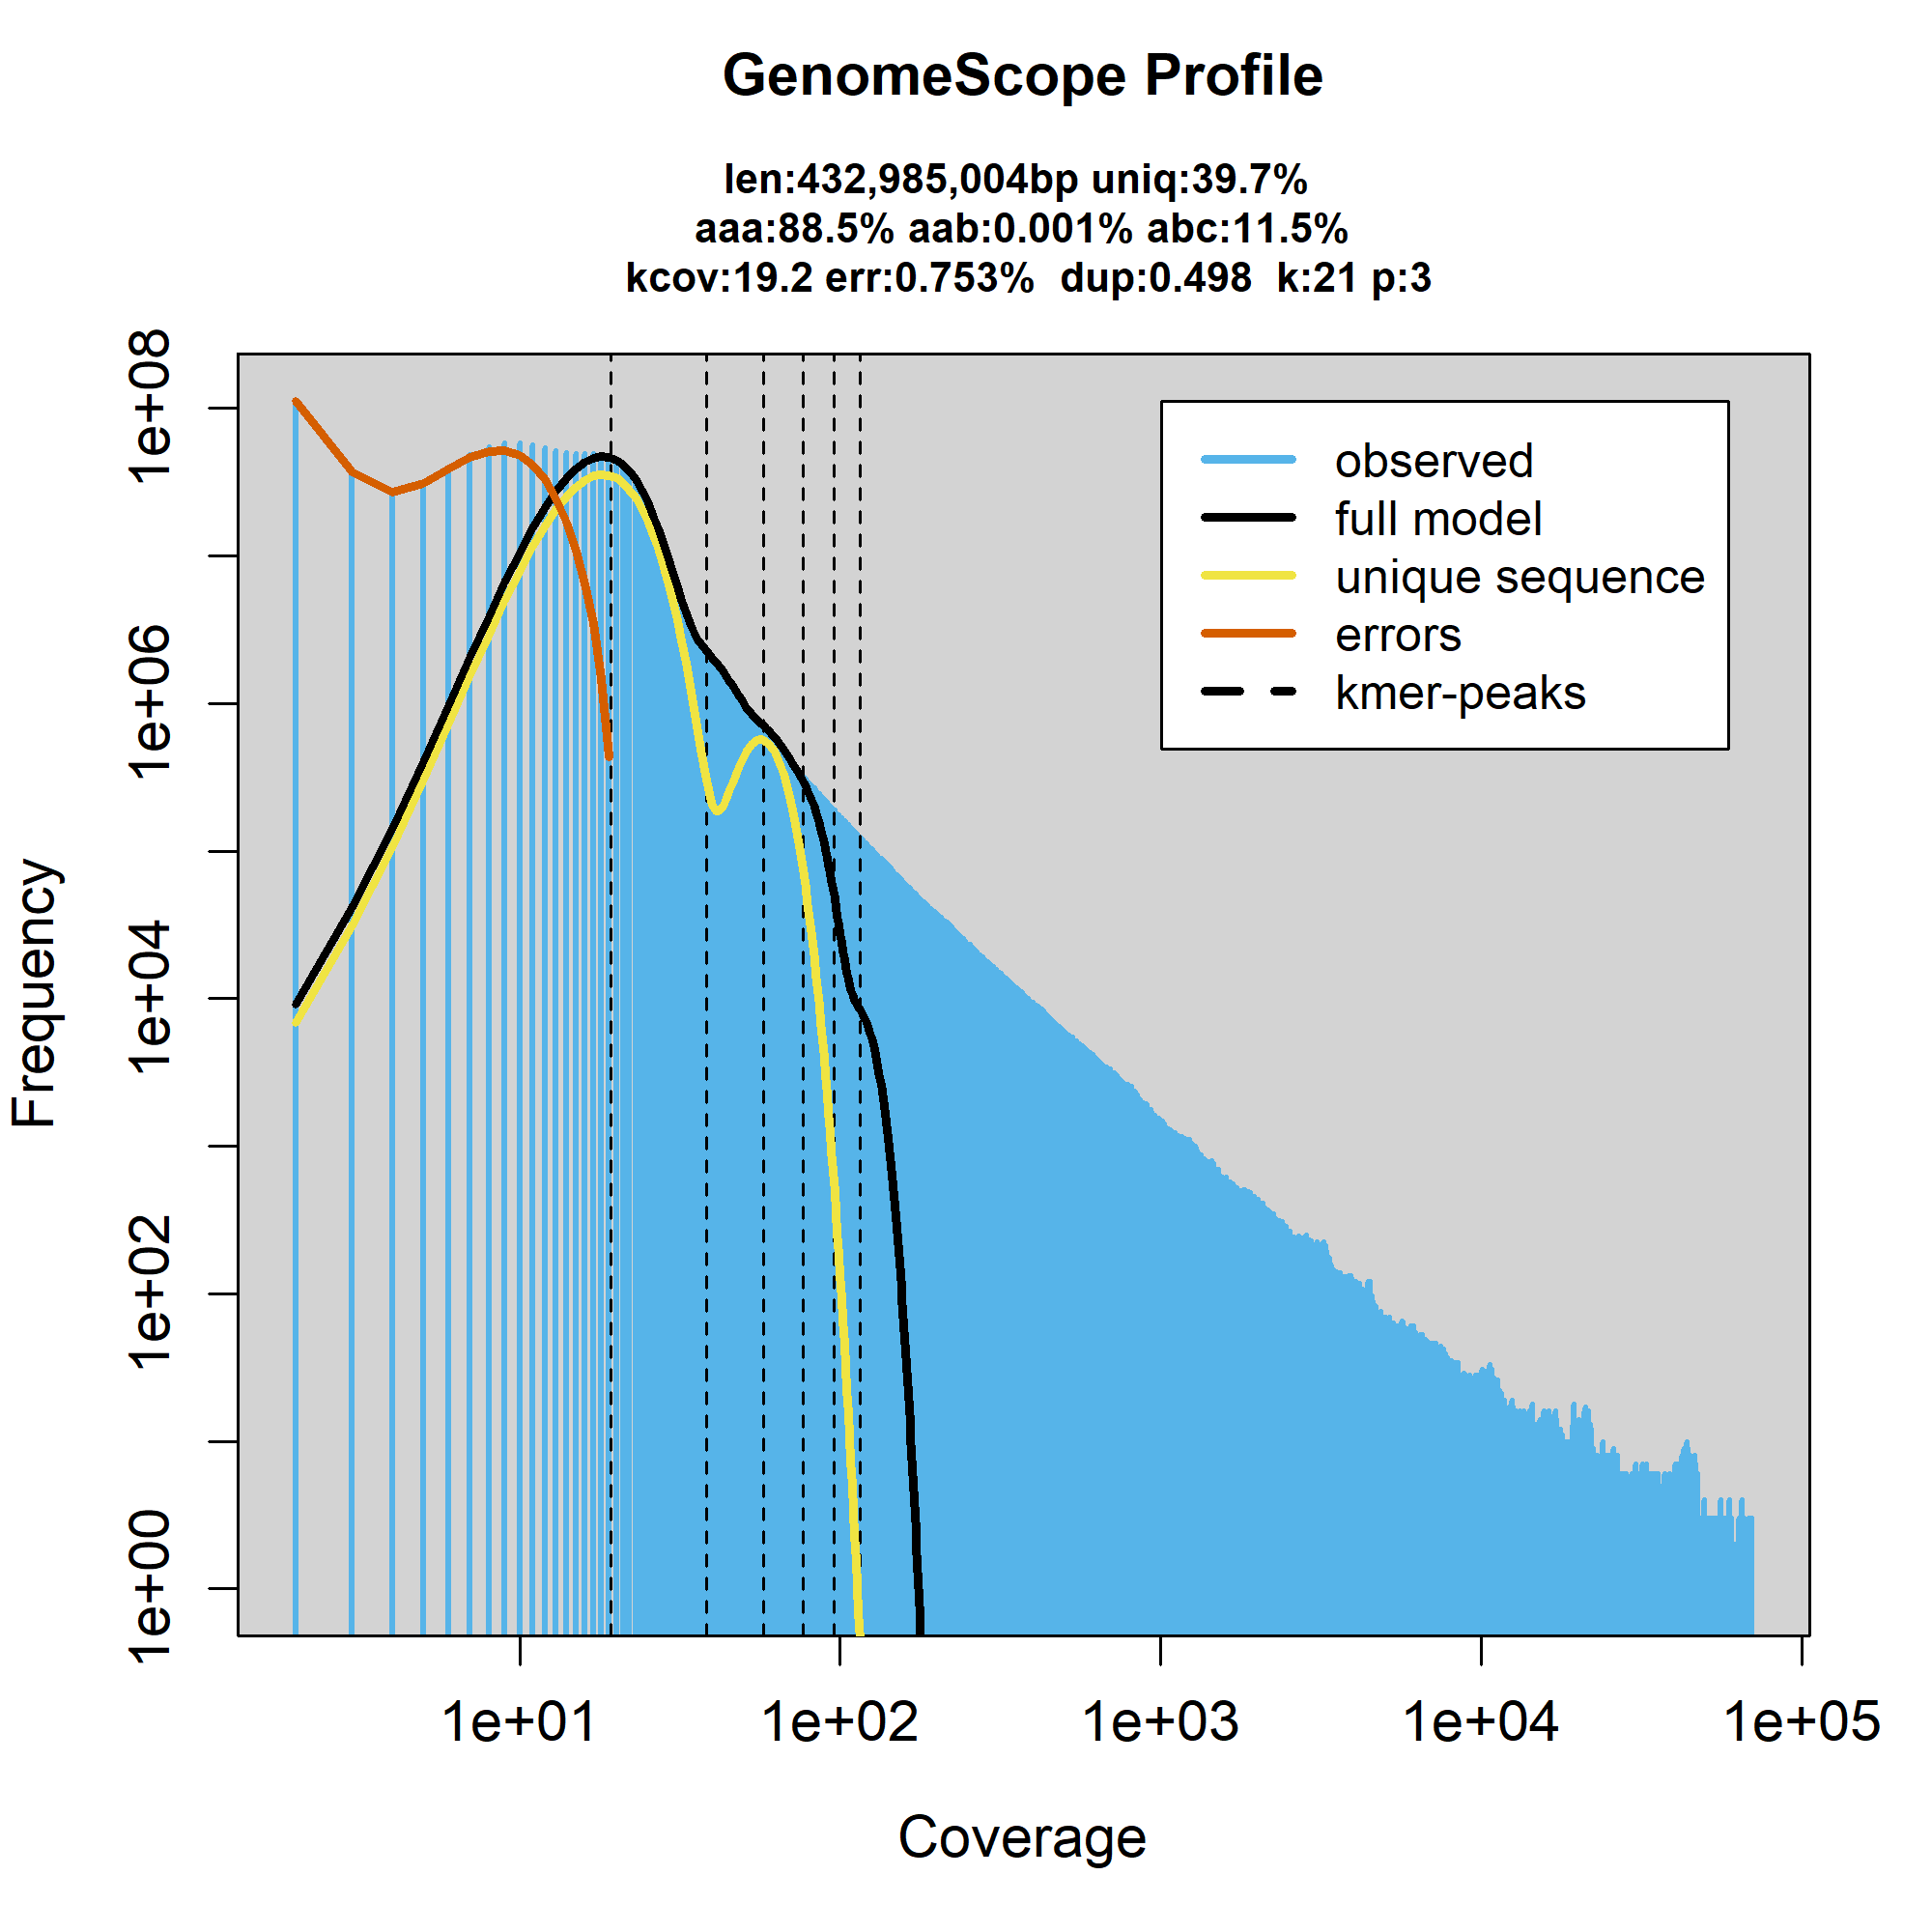 GenomeScope Profile
len:432,985,004bp uniq:39.7%
aaa:88.5% aab:0.001% abc:11.5%
kcov:19.2 err:0.753% dup:0.498 k:21 p:3
observed
full model
unique sequence
errors
kmer-peaks
Frequency
1e+08
1e+06
1e+04
1e+02
1e+00
1e+01
1e+02
1e+03
1e+04
1e+05
Coverage